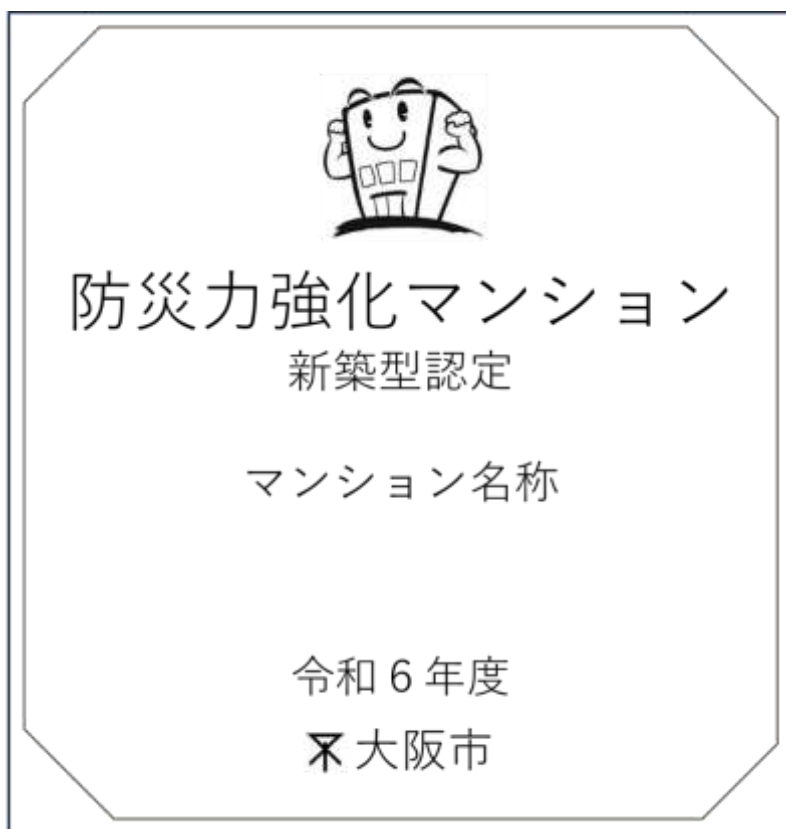 防災力強化マンション
新築型認定
マンション名称
令和6年度
大阪市